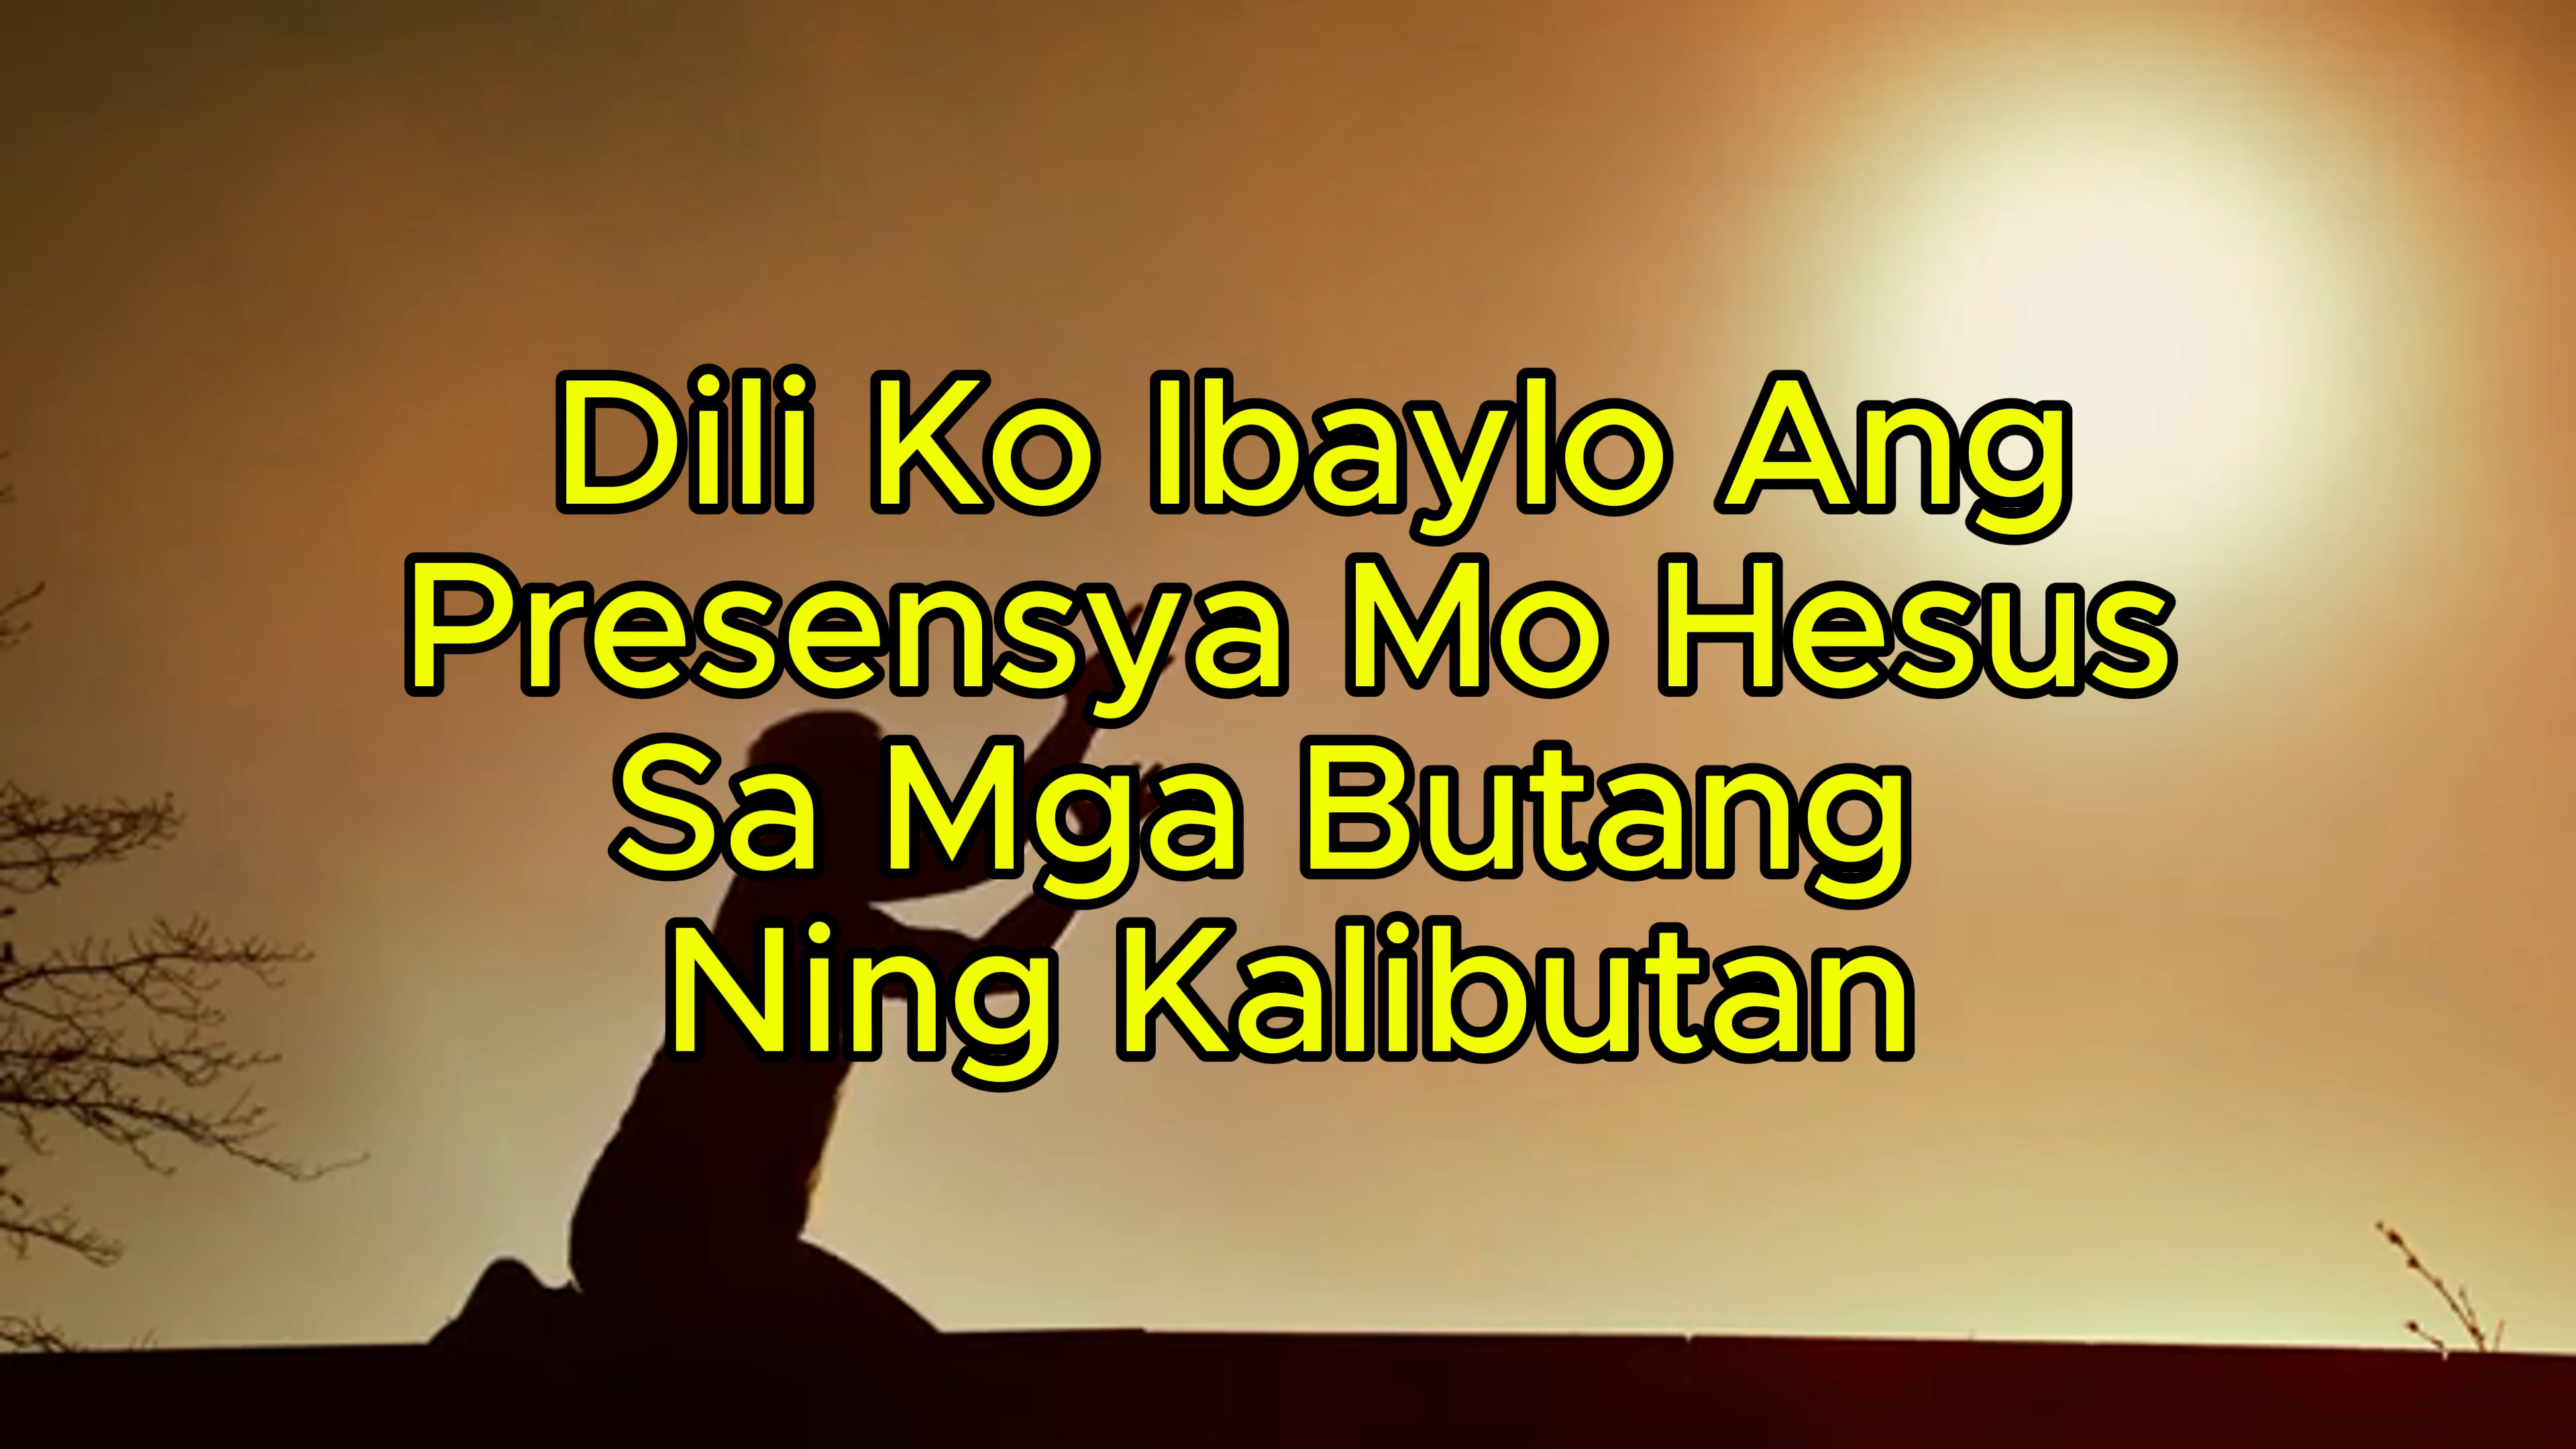 Dili Ko Ibaylo Ang
Presensya Mo Hesus
Sa Mga Butang
Ning Kalibutan